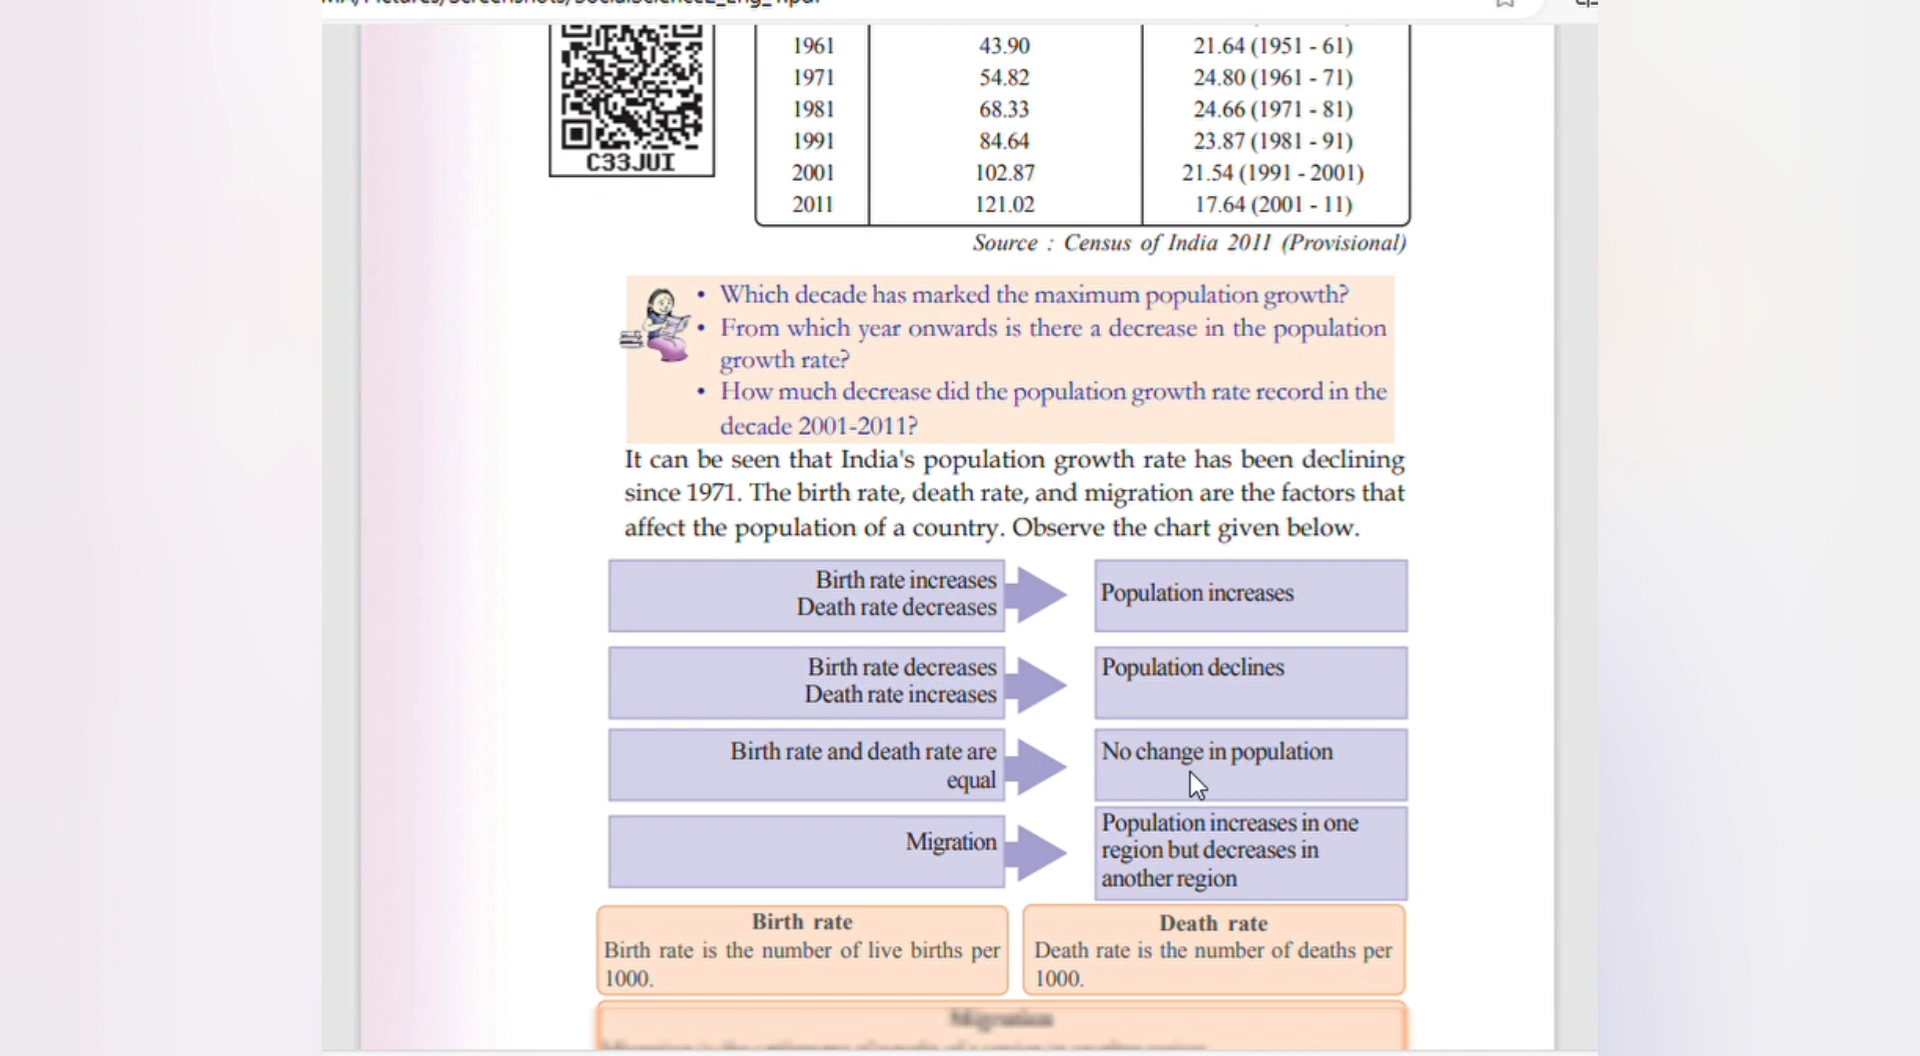 1961 43.90 21.64 (1951 - 61)
1971 54.82 24.80 (1961 - 71)
1981 68.33 24.66 (1971 - 81)
1991 84.64 23.87 (1981 - 91)
2001 102.87 21.54 (1991 - 2001)
2011 121.02 17.64 (2001 - 11)
C33JUI
Source : Census of India 2011 (Provisional)
• Which decade has marked the maximum population growth?
• From which year onwards is there a decrease in the population
growth rate?
• How much decrease did the population growth rate record in the
decade 2001-2011?
It can be seen that India's population growth rate has been declining
since 1971. The birth rate, death rate, and migration are the factors that
affect the population of a country. Observe the chart given below.
Birth rate increases
Death rate decreases
Population increases
Birth rate decreases
Death rate increases
Population declines
Birth rate and death rate are
equal
No change in population
Migration
Population increases in one
region but decreases in
another region
Birth rate
Birth rate is the number of live births per
1000.
Death rate
Death rate is the number of deaths per
1000.
Migration